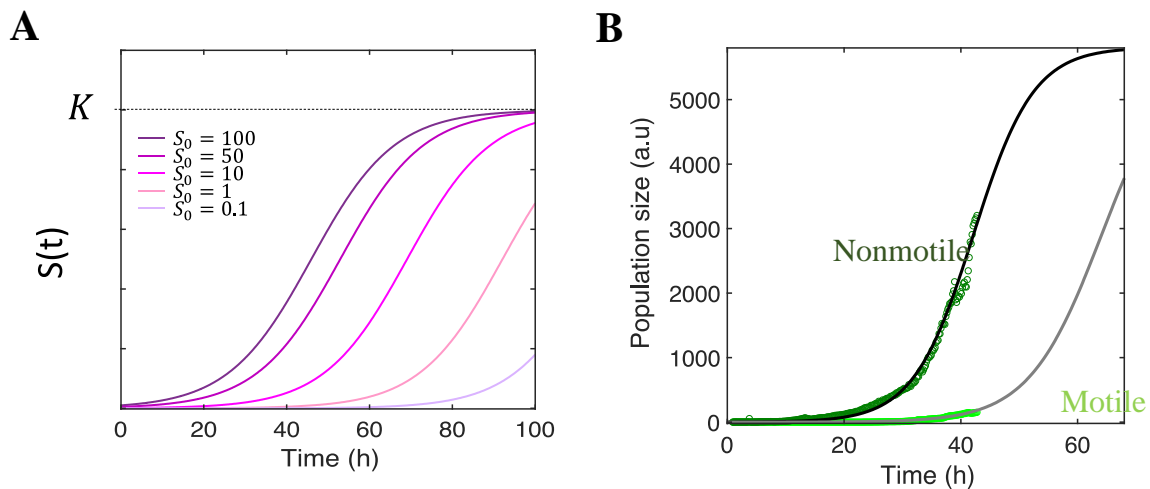 A
K
S₀ = 100
S₀ = 50
S₀ = 10
S₀ = 1
S₀ = 0.1
S(t)
0 20 40 60 80 100
Time (h)
B
5000
4000
3000
2000
1000
0
Population size (a.u)
Nonmotile
Motile
0 20 40 60
Time (h)